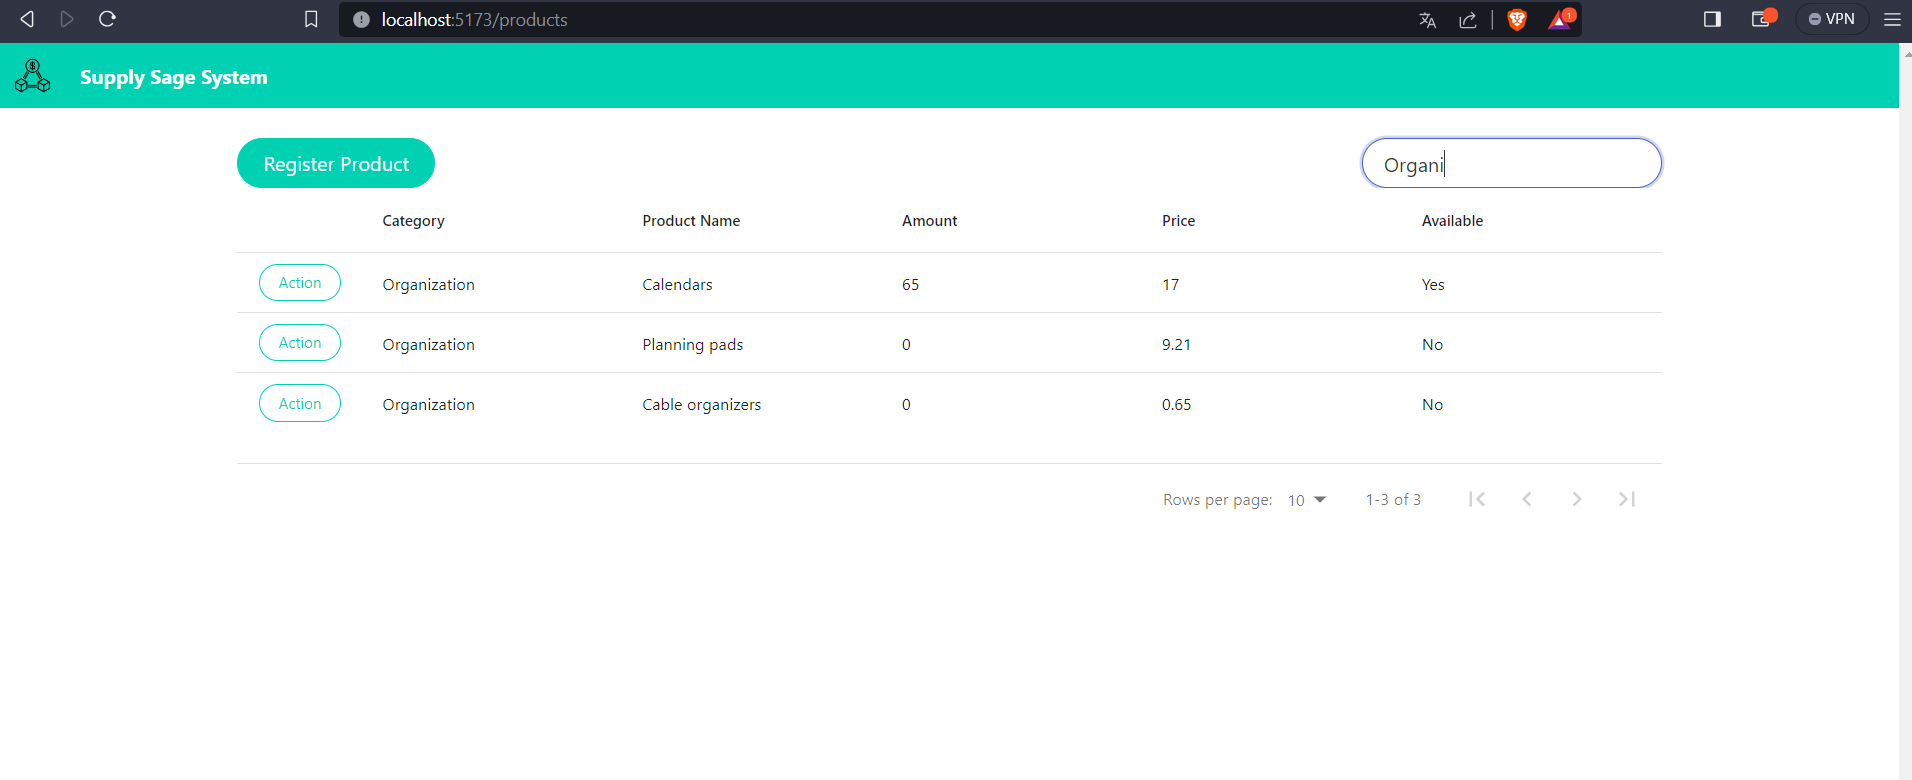 localhost:5173/products
1
VPN
$
Supply Sage System
Register Product
Organi
Category Product Name Amount Price Available
Action Organization Calendars 65 17 Yes
Action Organization Planning pads 0 9.21 No
Action Organization Cable organizers 0 0.65 No
Rows per page: 10 1-3 of 3